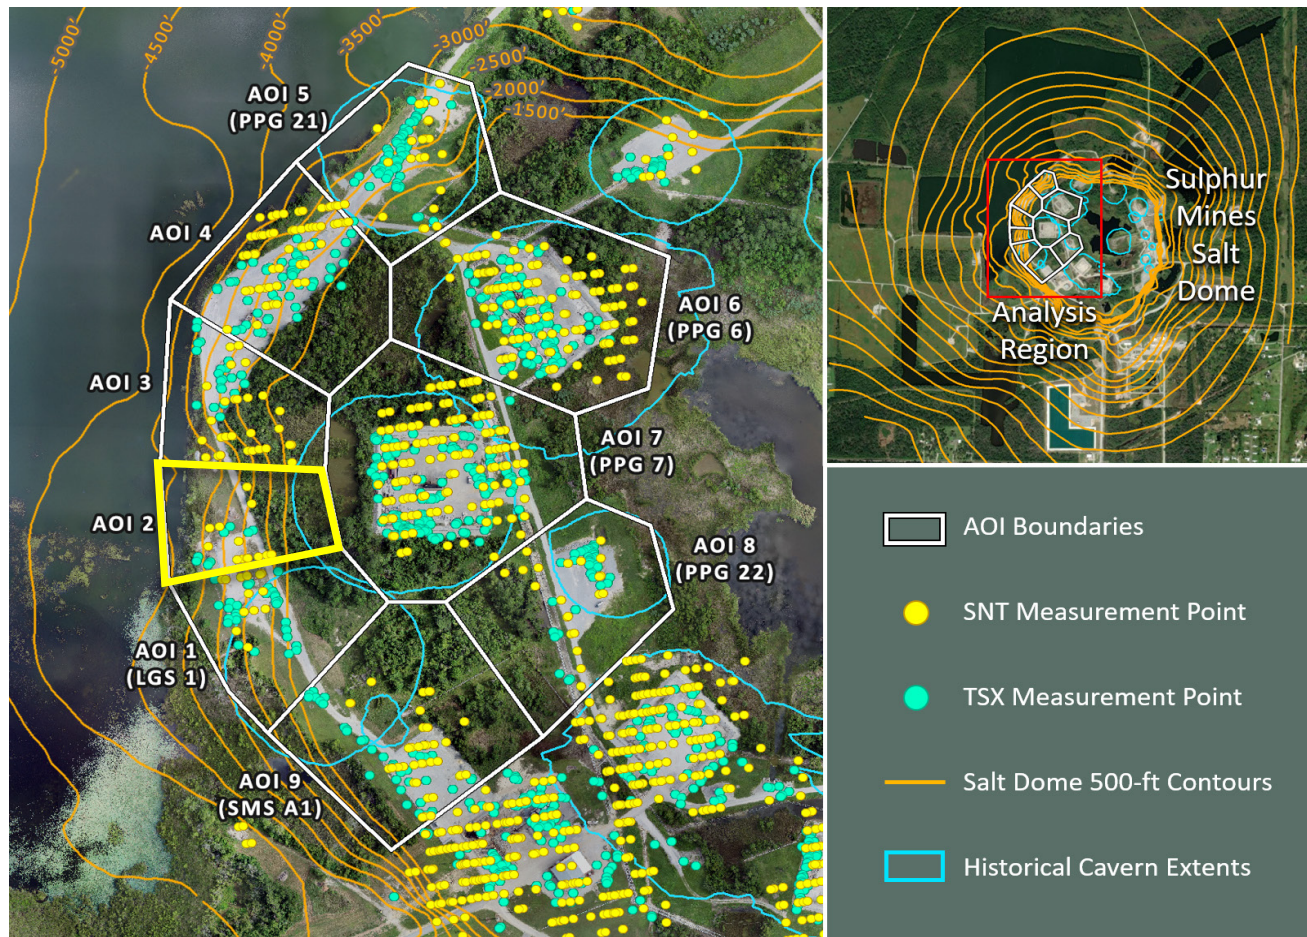 -5000'
-4500'
-4000'
-3500'
-3000'
-2500'
-2000'
-1500'
AOI 5
(PPG 21)
AOI 4
AOI 6
(PPG 6)
AOI 3
AOI 7
(PPG 7)
AOI 2
AOI 8
(PPG 22)
AOI 1
(LGS 1)
AOI 9
(SMS A1)
Sulphur
Mines
Salt
Dome
Analysis
Region
AOI Boundaries
SNT Measurement Point
TSX Measurement Point
Salt Dome 500-ft Contours
Historical Cavern Extents